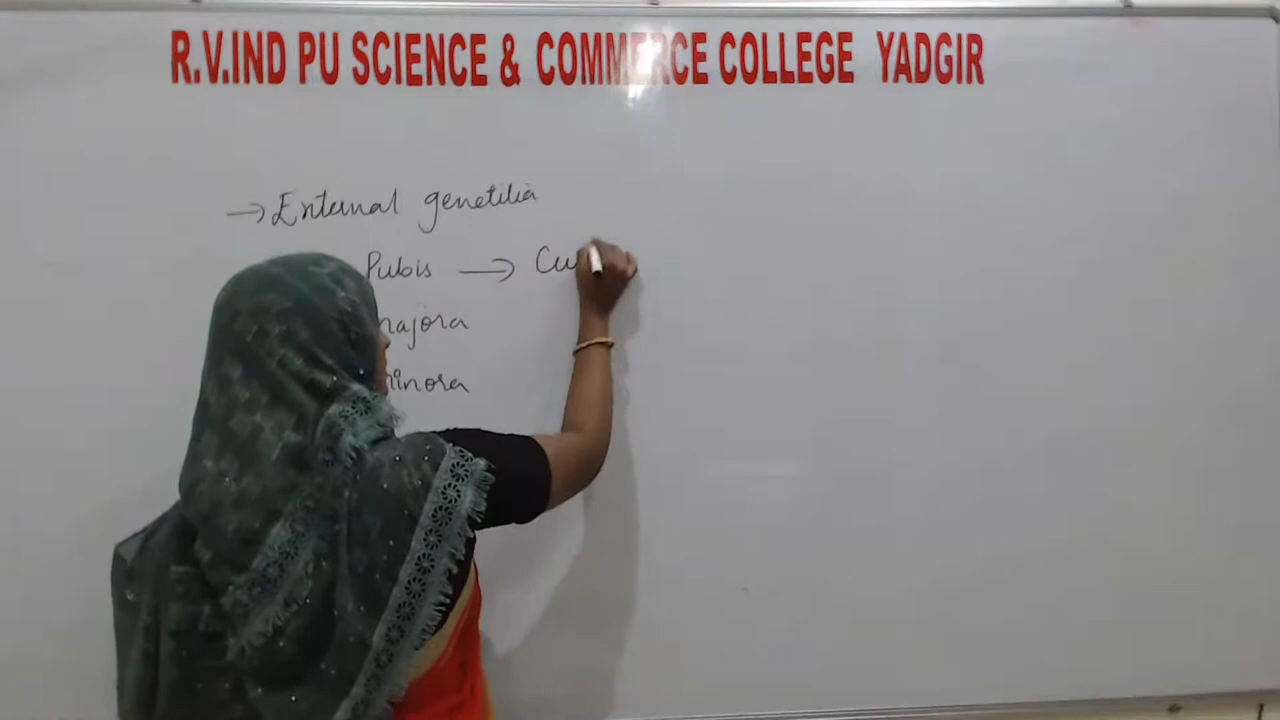 R.V.IND PU SCIENCE & COMMERCE COLLEGE YADGIR
→ External genetilia
Pubis → Cu
majora
minora